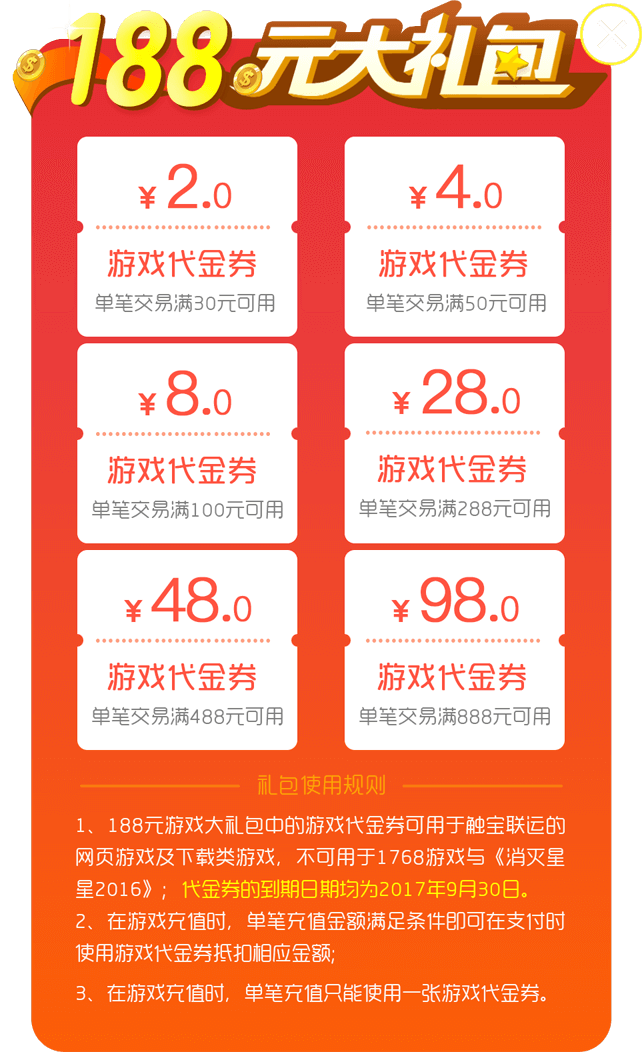 188元大礼包
¥2.0
游戏代金券
单笔交易满30元可用
¥4.0
游戏代金券
单笔交易满50元可用
¥8.0
游戏代金券
单笔交易满100元可用
¥28.0
游戏代金券
单笔交易满288元可用
¥48.0
游戏代金券
单笔交易满488元可用
¥98.0
游戏代金券
单笔交易满888元可用
礼包使用规则
1、188元游戏大礼包中的游戏代金券可用于触宝联运的
网页游戏及下载类游戏，不可用于1768游戏与《消灭星
星2016》；代金券的到期日期均为2017年9月30日。
2、在游戏充值时，单笔充值金额满足条件即可在支付时
使用游戏代金券抵扣相应金额;
3、在游戏充值时，单笔充值只能使用一张游戏代金券。